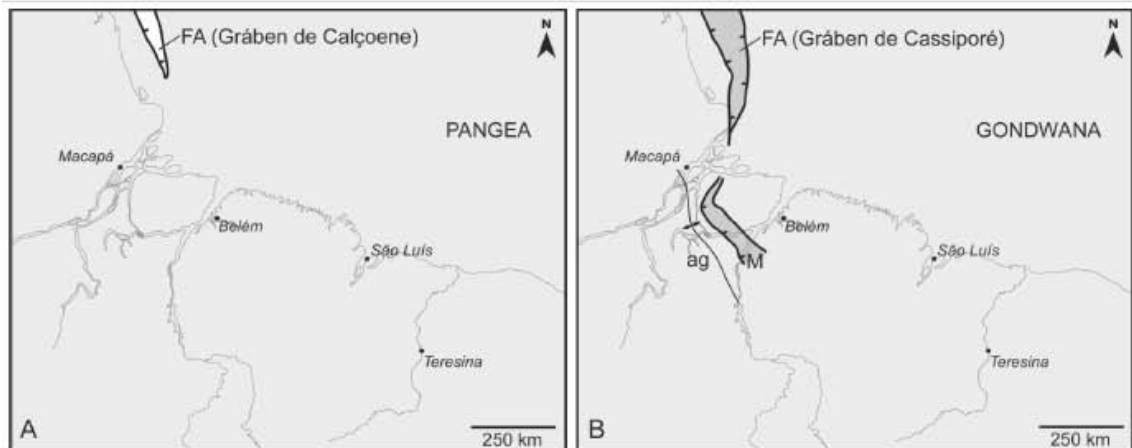 FA (Gráben de Calçoene)
N
PANGEA
Macapá
Belém
São Luís
Teresina
A
250 km
FA (Gráben de Cassiporé)
N
GONDWANA
Macapá
Belém
São Luís
ag
M
Teresina
B
250 km